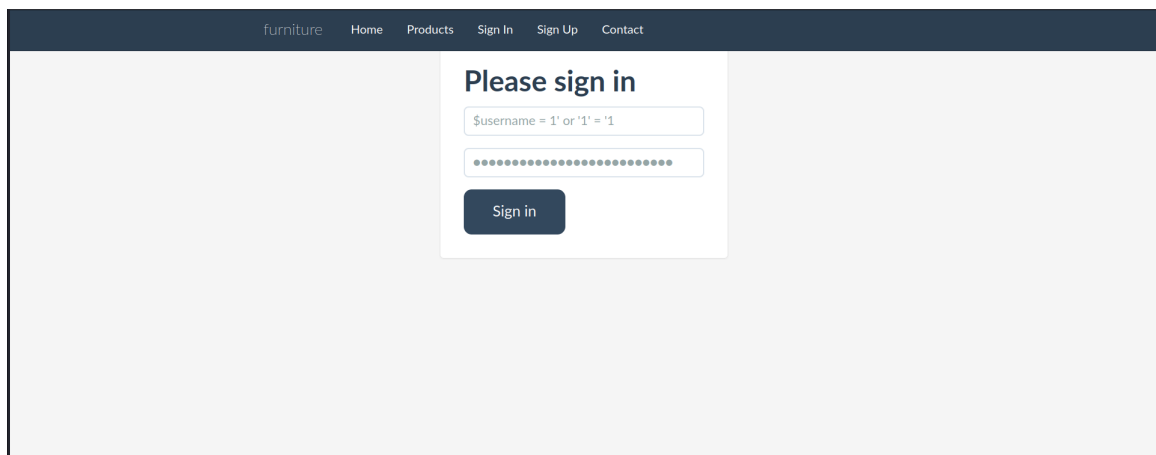 furniture Home Products Sign In Sign Up Contact
Please sign in
$username = 1' or '1' = '1
Sign in